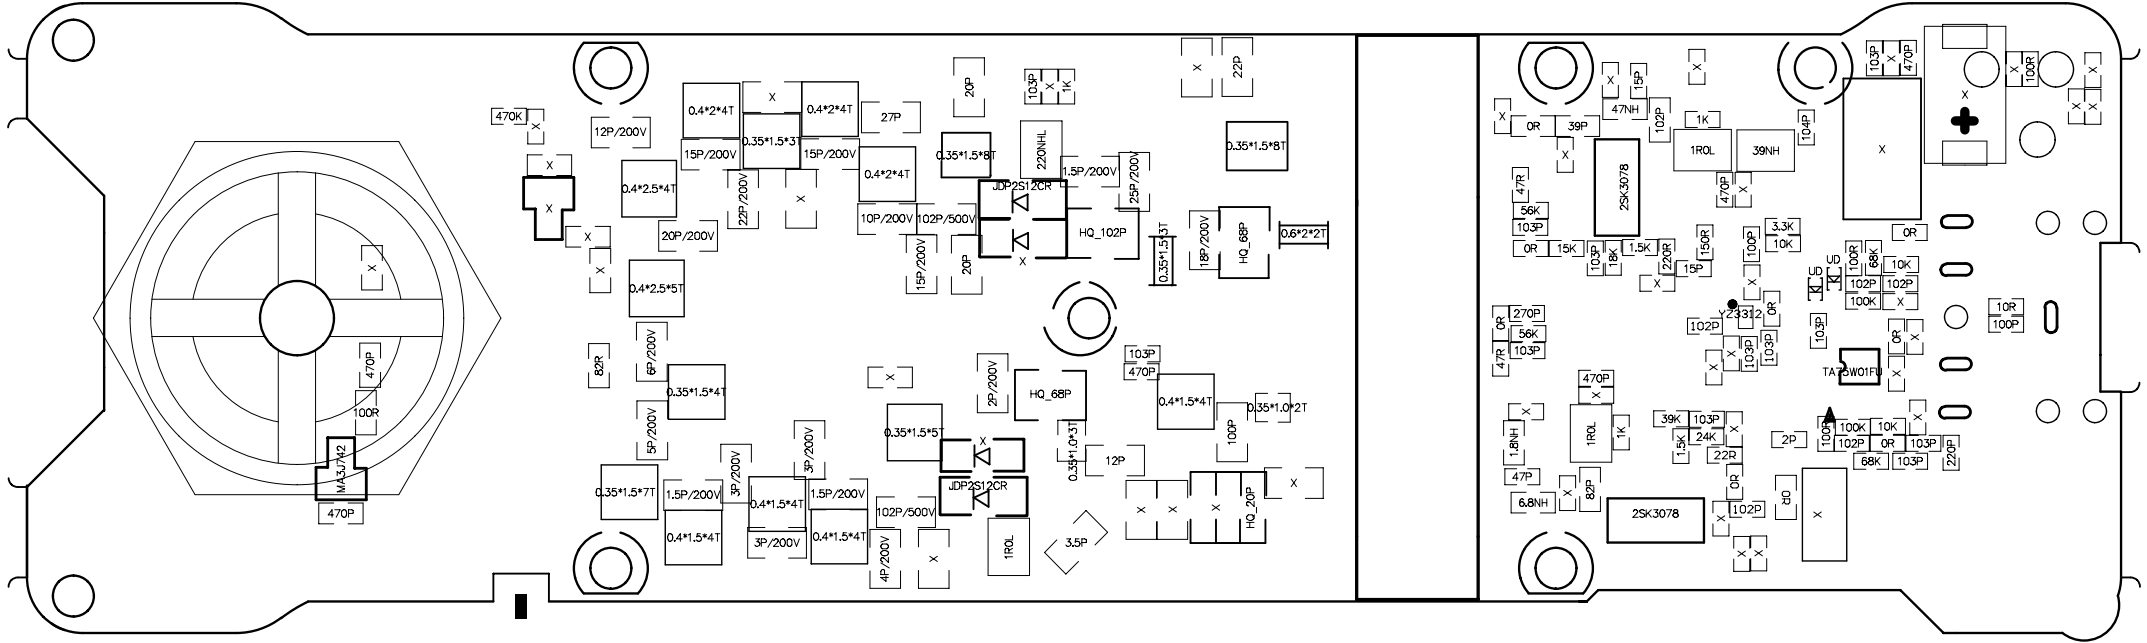 470K
X
X
X
X
X
12P/200V
0.4*2*4T
X
0.35*1.5*3T
0.4*2*4T
27P
15P/200V
15P/200V
0.4*2.5*4T
22P/200V
X
0.4*2*4T
20P/200V
10P/200V
102P/500V
15P/200V
20P
20P
103P
X
1K
0.35*1.5*8T
220NHL
1.5P/200V
25P/200V
JDP2S12CR
X
HQ_102P
0.35*1.5*3T
18P/200V
HQ_68P
0.6*2*2T
X
22P
0.35*1.5*8T
X
470P
100R
MA3J742
470P
0.4*2.5*5T
82R
6P/200V
0.35*1.5*4T
5P/200V
0.35*1.5*7T
1.5P/200V
3P/200V
3P/200V
0.4*1.5*4T
1.5P/200V
0.4*1.5*4T
3P/200V
0.4*1.5*4T
102P/500V
4P/200V
X
X
0.35*1.5*5T
2P/200V
HQ_68P
X
JDP2S12CR
1R0L
3.5P
0.35*1.0*3T
12P
103P
470P
0.4*1.5*4T
0.35*1.0*2T
100P
X
X
X
HQ_20P
X
X
X
15P
X
47NH
0R
39P
102P
X
1K
1R0L
39NH
104P
47R
2SK3078
470P
X
56K
103P
0R
15K
103P
18K
1.5K
220R
X
15P
150R
100P
X
3.3K
10K
X
103P
X
470P
X
X
100R
X
X
X
0R
UD
UD
100R
68K
10K
102P
102P
100K
X
103P
0R
X
X
TA75W01FU
10R
100P
YZ3312
0R
102P
X
X
103P
103P
0R
270P
56K
47R
103P
470P
X
X
1.8NH
1R0L
1K
39K
103P
X
1.5K
24K
22R
0R
47P
X
82P
6.8NH
2SK3078
X
102P
X
X
2P
0R
X
100R
100K
10K
X
102P
0R
103P
220P
68K
103P